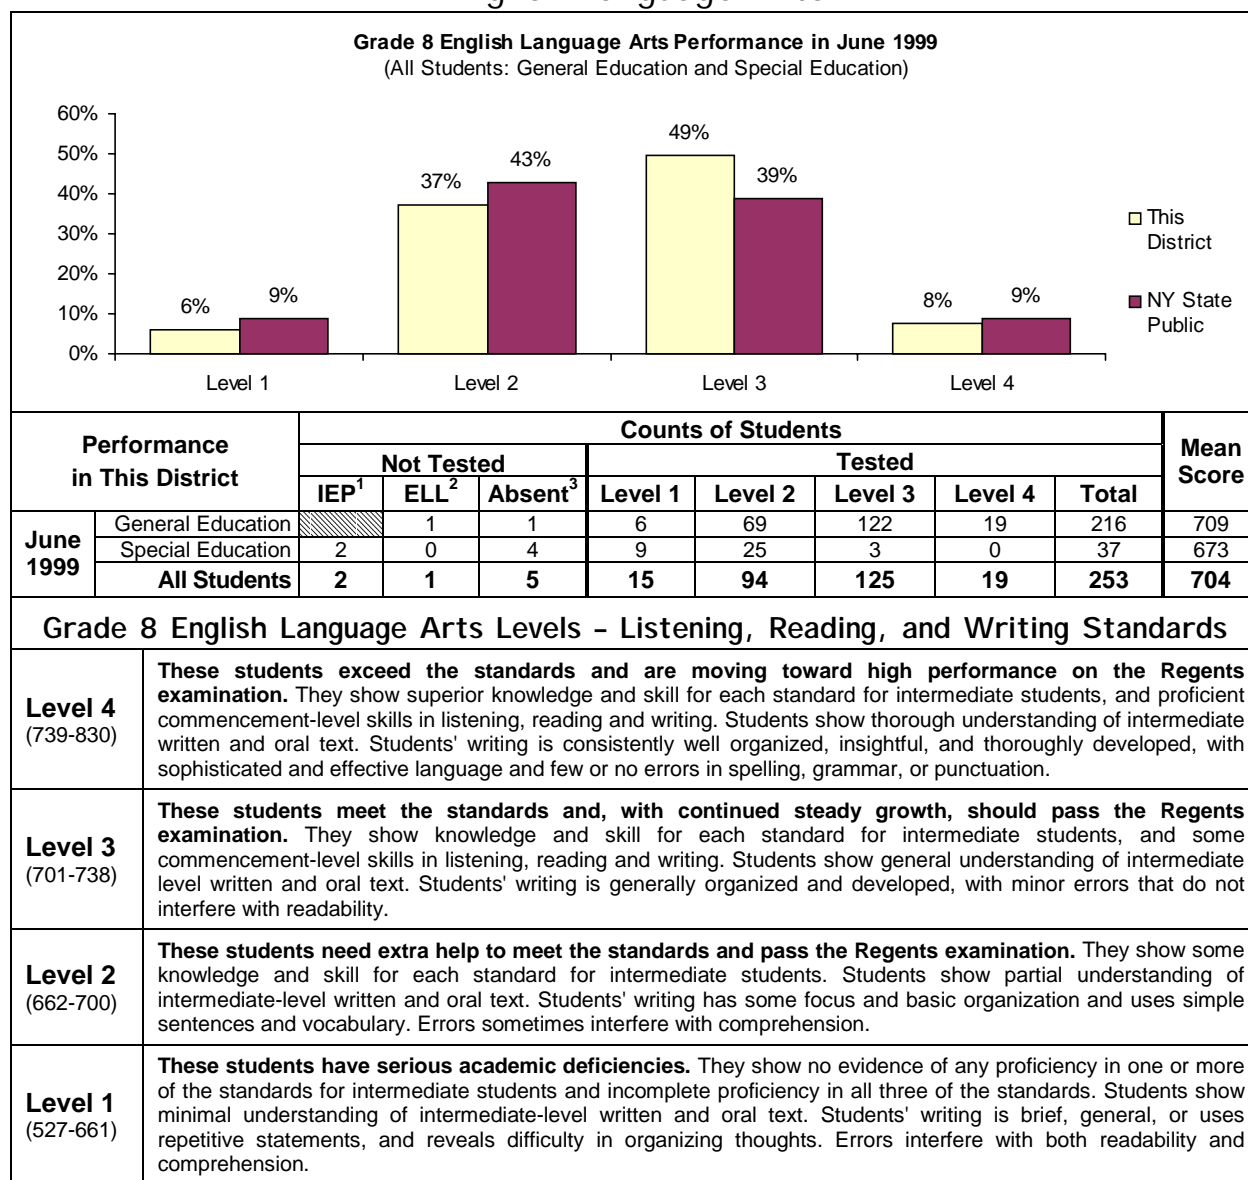 Grade 8 English Language Arts Performance in June 1999
(All Students: General Education and Special Education)
60%
50%
40%
30%
20%
10%
0%
6%
9%
37%
43%
49%
39%
8%
9%
Level 1
Level 2
Level 3
Level 4
This District
NY State Public
Performance in This District
Counts of Students
Mean Score
Not Tested
Tested
IEP1 ELL2 Absent3 Level 1 Level 2 Level 3 Level 4 Total
June 1999
General Education 1 1 6 69 122 19 216 709
Special Education 2 0 4 9 25 3 0 37 673
All Students 2 1 5 15 94 125 19 253 704
Grade 8 English Language Arts Levels – Listening, Reading, and Writing Standards
Level 4
(739-830)
These students exceed the standards and are moving toward high performance on the Regents
examination. They show superior knowledge and skill for each standard for intermediate students, and proficient
commencement-level skills in listening, reading and writing. Students show thorough understanding of intermediate
written and oral text. Students' writing is consistently well organized, insightful, and thoroughly developed, with
sophisticated and effective language and few or no errors in spelling, grammar, or punctuation.
Level 3
(701-738)
These students meet the standards and, with continued steady growth, should pass the Regents
examination. They show knowledge and skill for each standard for intermediate students, and some
commencement-level skills in listening, reading and writing. Students show general understanding of intermediate
level written and oral text. Students' writing is generally organized and developed, with minor errors that do not
interfere with readability.
Level 2
(662-700)
These students need extra help to meet the standards and pass the Regents examination. They show some
knowledge and skill for each standard for intermediate students. Students show partial understanding of
intermediate-level written and oral text. Students' writing has some focus and basic organization and uses simple
sentences and vocabulary. Errors sometimes interfere with comprehension.
Level 1
(527-661)
These students have serious academic deficiencies. They show no evidence of any proficiency in one or more
of the standards for intermediate students and incomplete proficiency in all three of the standards. Students show
minimal understanding of intermediate-level written and oral text. Students' writing is brief, general, or uses
repetitive statements, and reveals difficulty in organizing thoughts. Errors interfere with both readability and
comprehension.